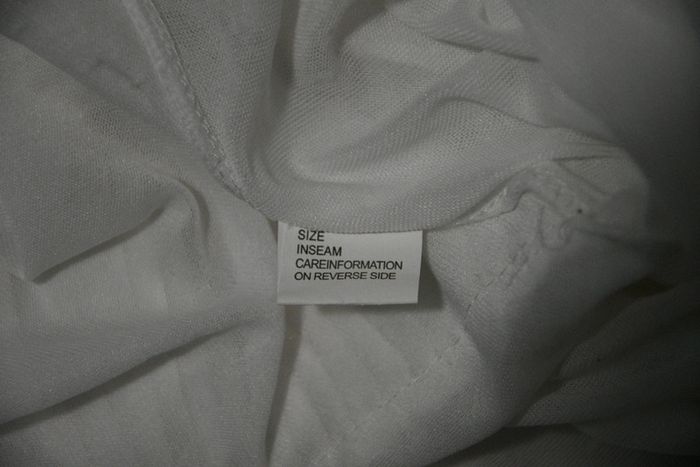 SIZE
INSEAM
CAREINFORMATION
ON REVERSE SIDE